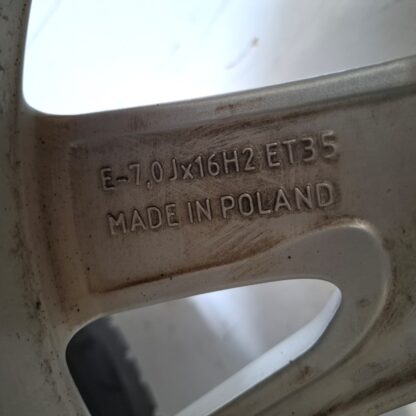 E-7,0Jx16H2 ET35
MADE IN POLAND